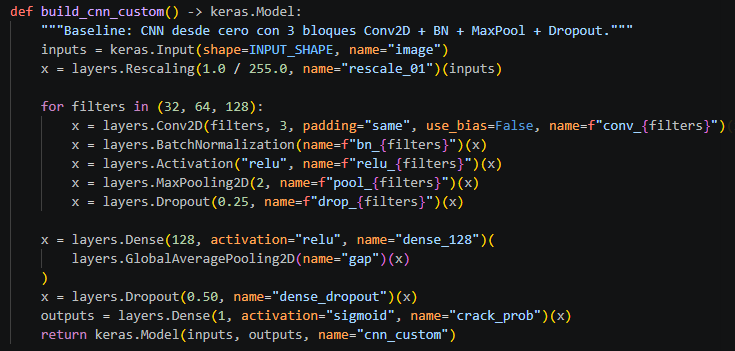 def build_cnn_custom() -> keras.Model:
    """Baseline: CNN desde cero con 3 bloques Conv2D + BN + MaxPool + Dropout."""
    inputs = keras.Input(shape=INPUT_SHAPE, name="image")
    x = layers.Rescaling(1.0 / 255.0, name="rescale_01")(inputs)

    for filters in (32, 64, 128):
        x = layers.Conv2D(filters, 3, padding="same", use_bias=False, name=f"conv_{filters}")
        x = layers.BatchNormalization(name=f"bn_{filters}")(x)
        x = layers.Activation("relu", name=f"relu_{filters}")(x)
        x = layers.MaxPooling2D(2, name=f"pool_{filters}")(x)
        x = layers.Dropout(0.25, name=f"drop_{filters}")(x)

    x = layers.Dense(128, activation="relu", name="dense_128")(
        layers.GlobalAveragePooling2D(name="gap")(x)
    )
    x = layers.Dropout(0.50, name="dense_dropout")(x)
    outputs = layers.Dense(1, activation="sigmoid", name="crack_prob")(x)
    return keras.Model(inputs, outputs, name="cnn_custom")